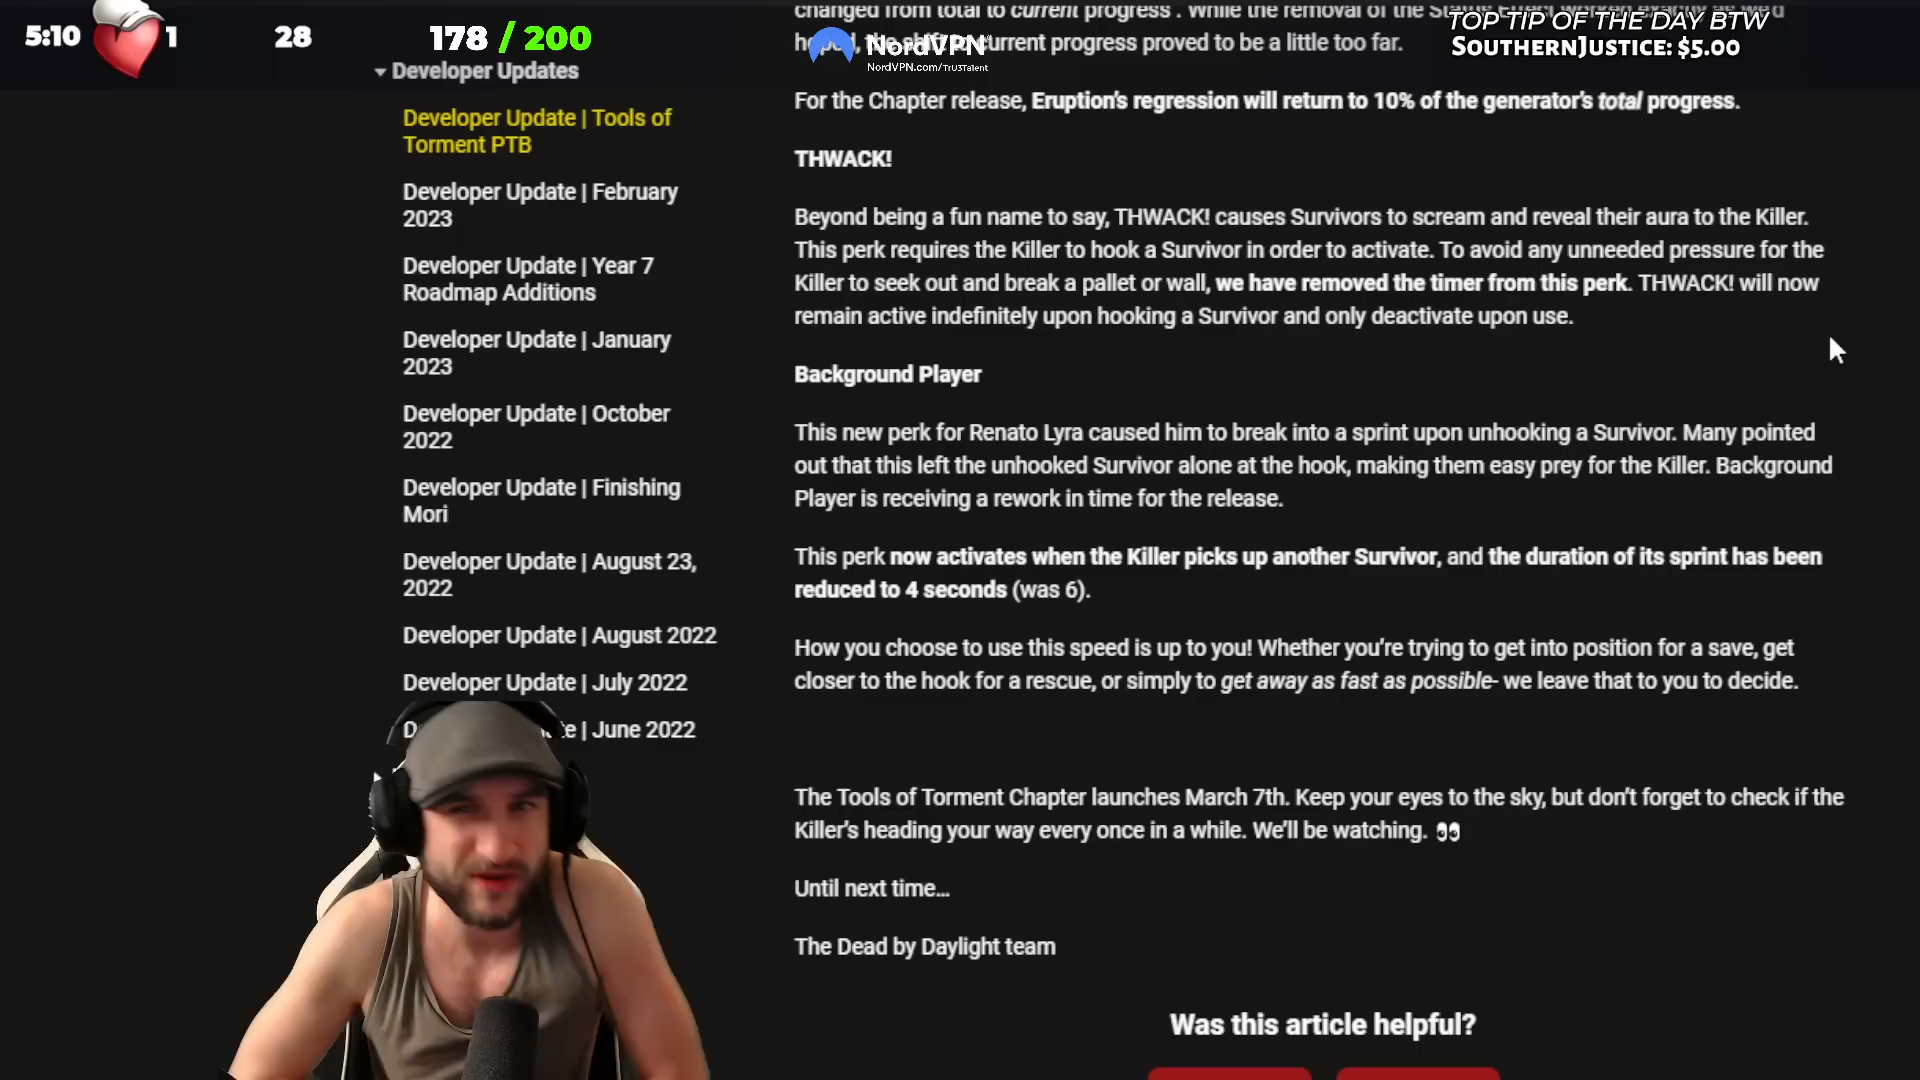 5:10
1
28
178 / 200
NordVPN
NordVPN.com/Tru3Talent
TOP TIP OF THE DAY BTW
SouthernJustice: $5.00
Developer Updates
Developer Update | Tools of
Torment PTB
Developer Update | February
2023
Developer Update | Year 7
Roadmap Additions
Developer Update | January
2023
Developer Update | October
2022
Developer Update | Finishing
Mori
Developer Update | August 23,
2022
Developer Update | August 2022
Developer Update | July 2022
te | June 2022
changed from total to current progress . While the removal of the
current progress proved to be a little too far.
For the Chapter release, Eruption's regression will return to 10% of the generator's total progress.
THWACK!
Beyond being a fun name to say, THWACK! causes Survivors to scream and reveal their aura to the Killer.
This perk requires the Killer to hook a Survivor in order to activate. To avoid any unneeded pressure for the
Killer to seek out and break a pallet or wall, we have removed the timer from this perk. THWACK! will now
remain active indefinitely upon hooking a Survivor and only deactivate upon use.
Background Player
This new perk for Renato Lyra caused him to break into a sprint upon unhooking a Survivor. Many pointed
out that this left the unhooked Survivor alone at the hook, making them easy prey for the Killer. Background
Player is receiving a rework in time for the release.
This perk now activates when the Killer picks up another Survivor, and the duration of its sprint has been
reduced to 4 seconds (was 6).
How you choose to use this speed is up to you! Whether you're trying to get into position for a save, get
closer to the hook for a rescue, or simply to get away as fast as possible- we leave that to you to decide.
The Tools of Torment Chapter launches March 7th. Keep your eyes to the sky, but don't forget to check if the
Killer's heading your way every once in a while. We'll be watching. 👀
Until next time…
The Dead by Daylight team
Was this article helpful?